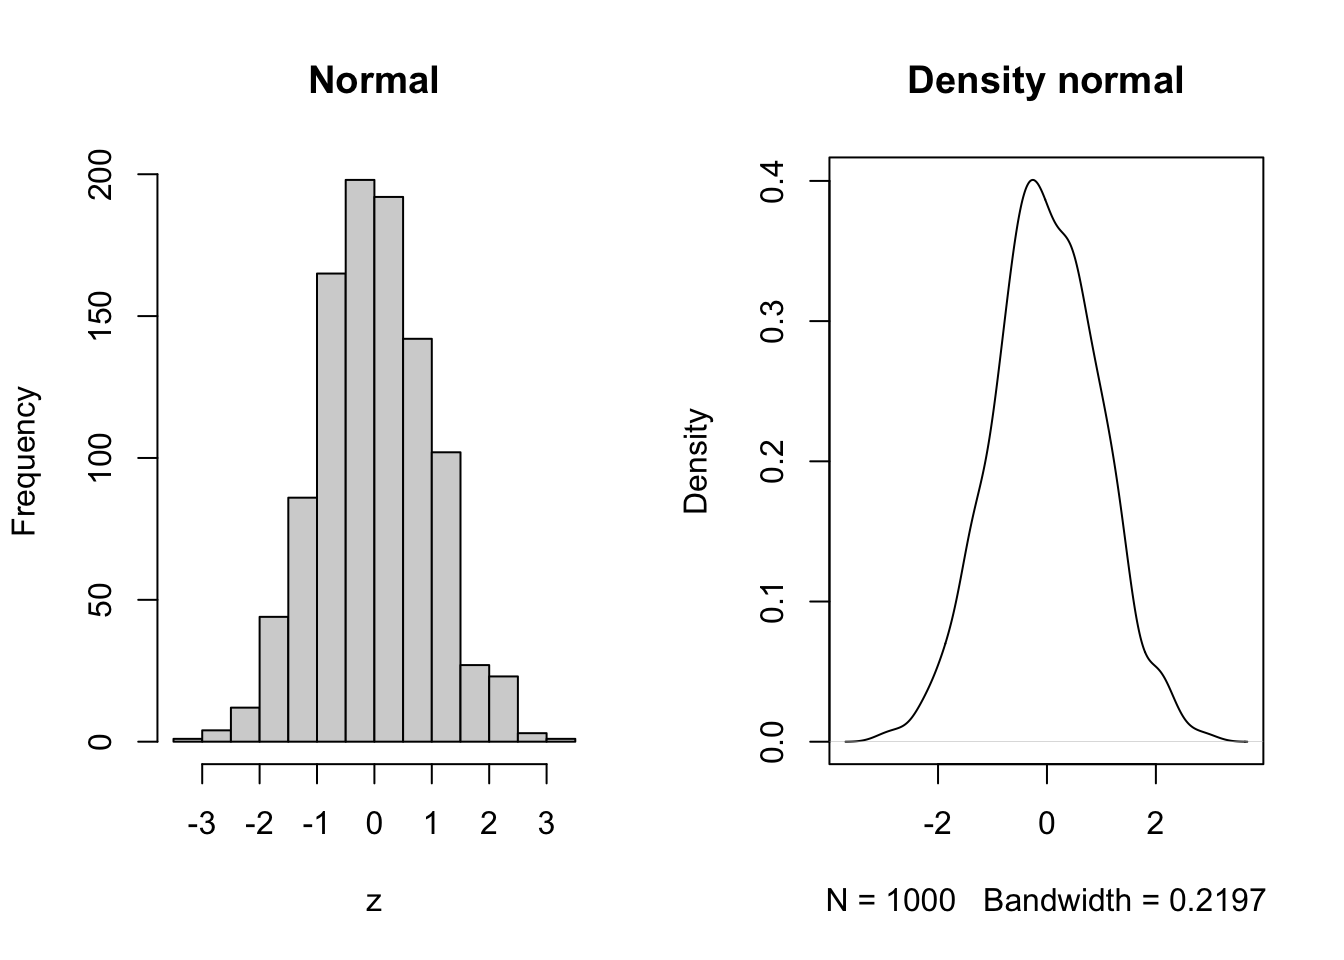 Normal
Frequency
200
150
100
50
0
-3 -2 -1 0 1 2 3
z
Density normal
Density
0.4
0.3
0.2
0.1
0.0
-2 0 2
N = 1000 Bandwidth = 0.2197